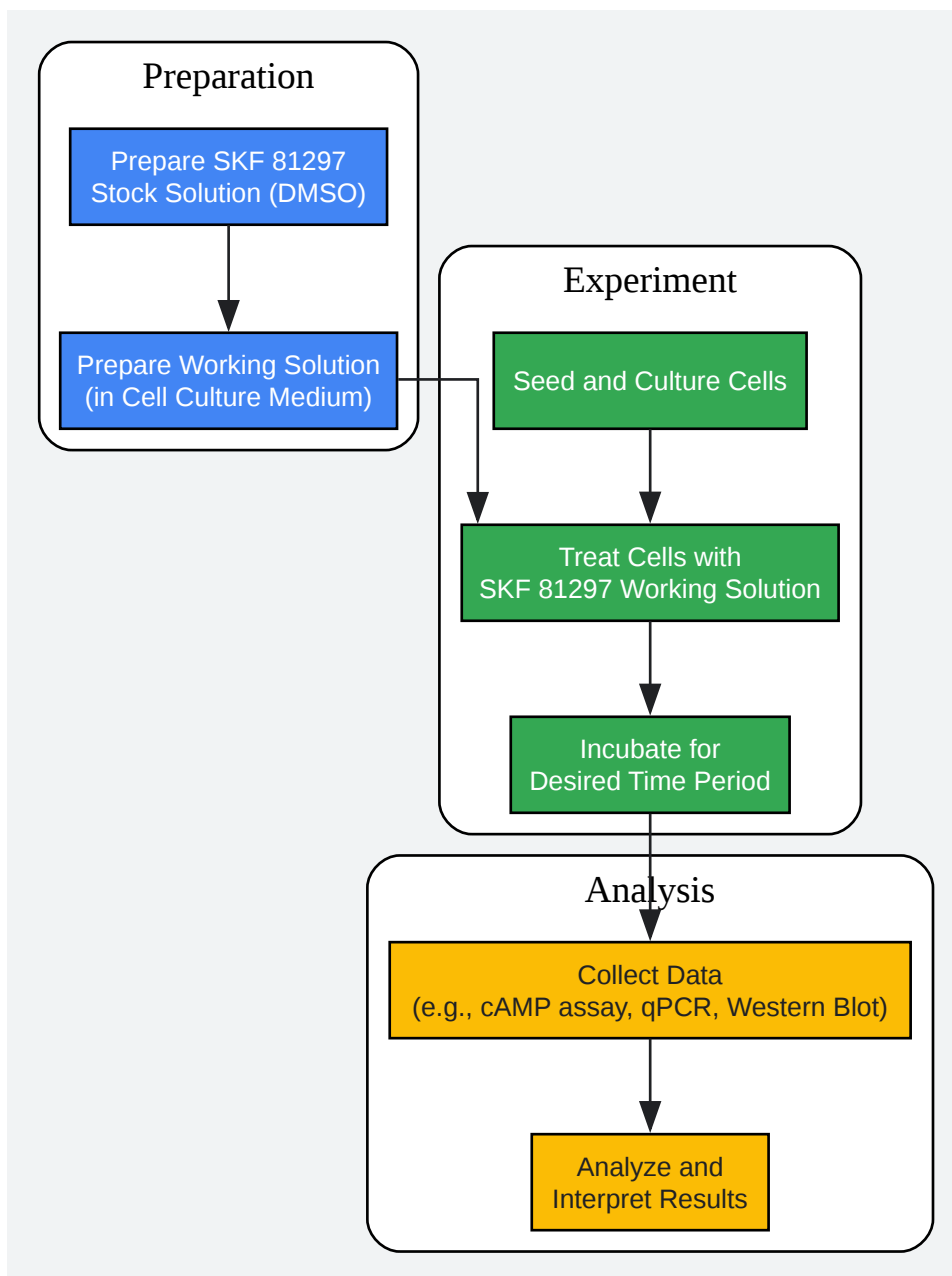 Preparation
Prepare SKF 81297
Stock Solution (DMSO)
Prepare Working Solution
(in Cell Culture Medium)
Experiment
Seed and Culture Cells
Treat Cells with
SKF 81297 Working Solution
Incubate for
Desired Time Period
Analysis
Collect Data
(e.g., cAMP assay, qPCR, Western Blot)
Analyze and
Interpret Results